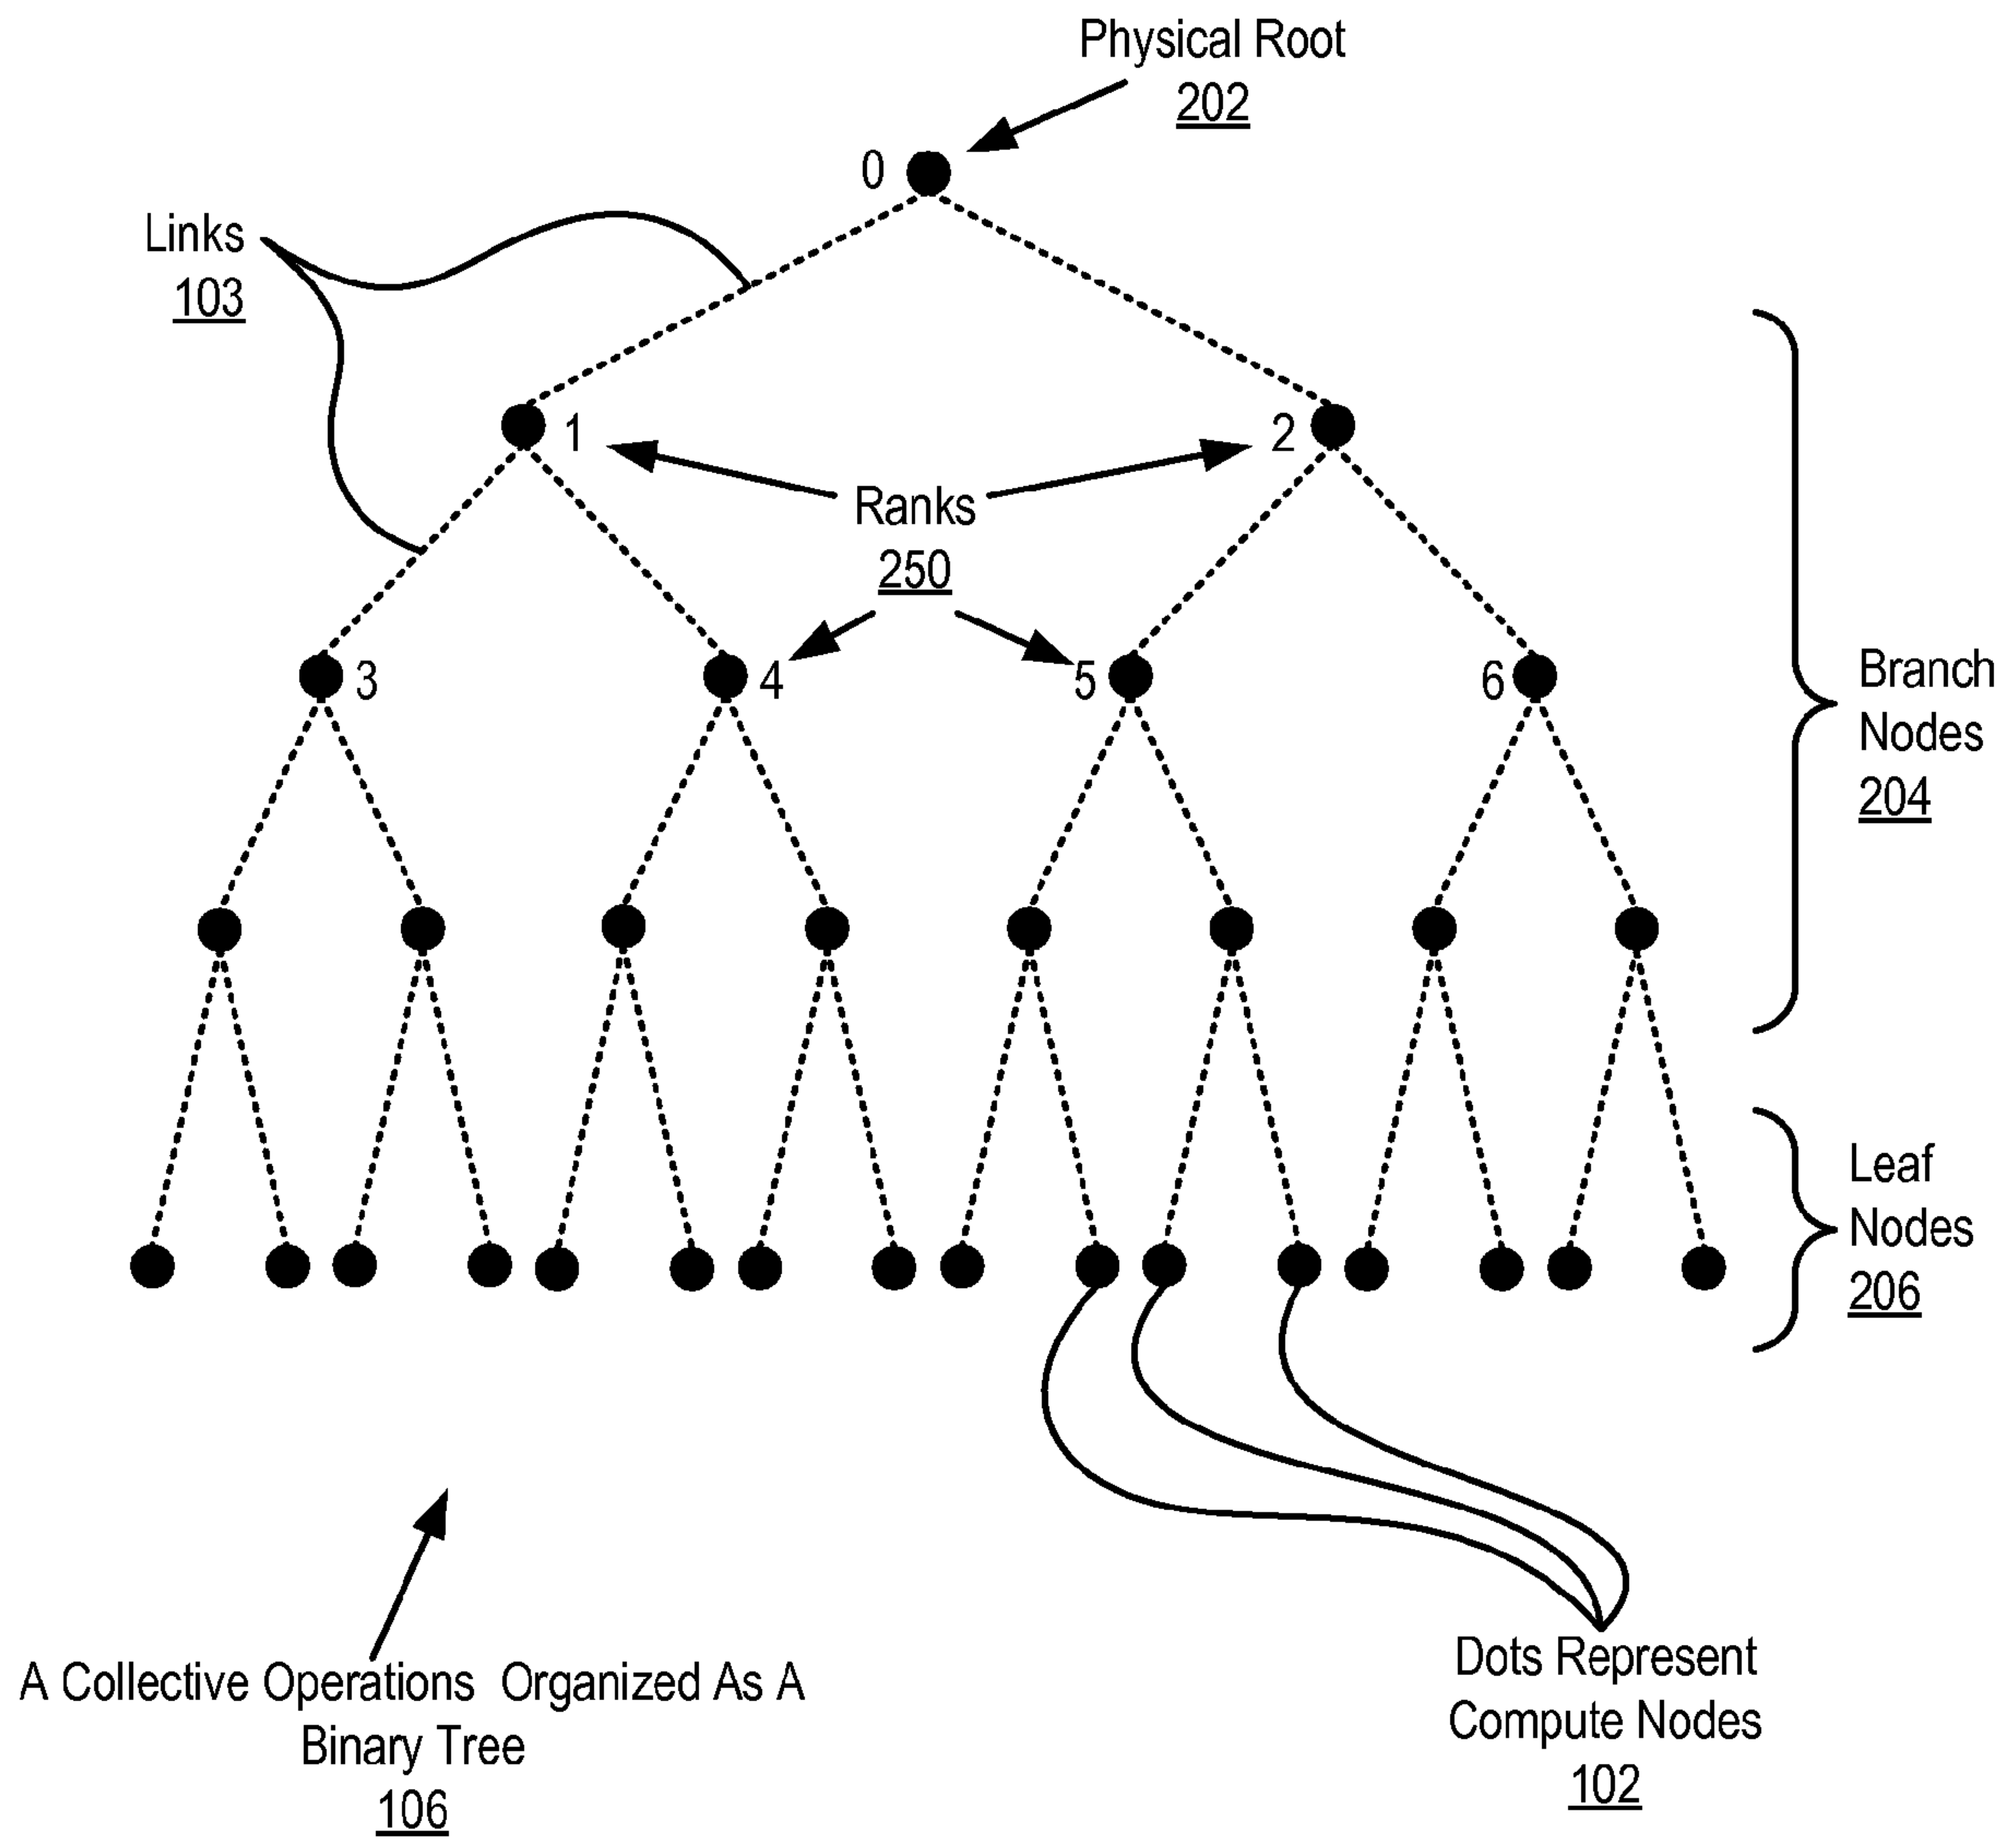 Physical Root
202
0
Links
103
1
2
Ranks
250
3
4
5
6
Branch
Nodes
204
Leaf
Nodes
206
A Collective Operations Organized As A
Binary Tree
106
Dots Represent
Compute Nodes
102